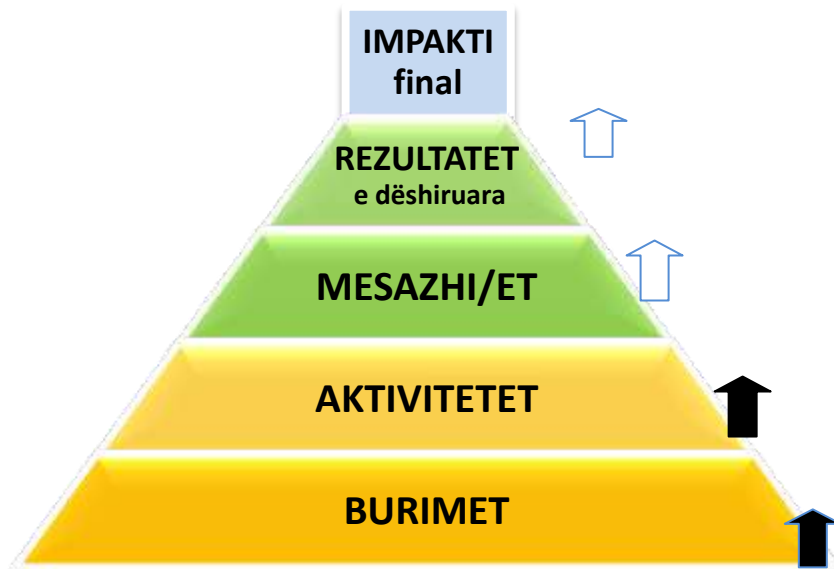 IMPAKTI
final
REZULTATET
e dëshiruara
MESAZHI/ET
AKTIVITETET
BURIMET